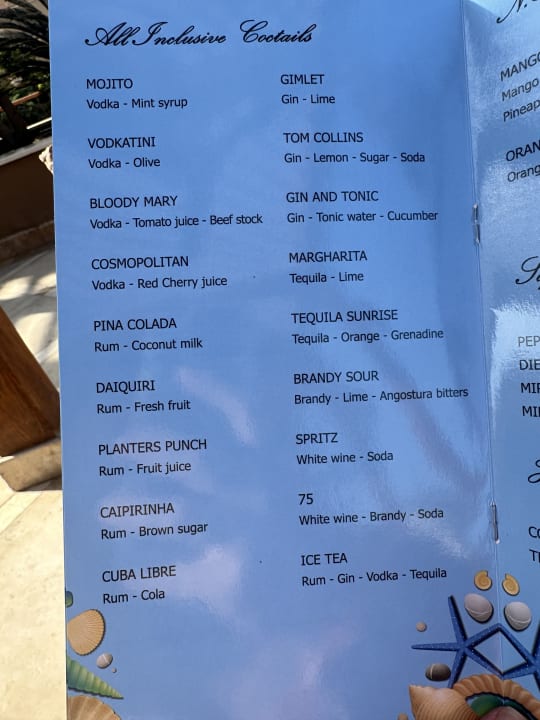 All Inclusive Coctails
MOJITO
Vodka - Mint syrup
VODKATINI
Vodka - Olive
BLOODY MARY
Vodka - Tomato juice - Beef stock
COSMOPOLITAN
Vodka - Red Cherry juice
PINA COLADA
Rum - Coconut milk
DAIQUIRI
Rum - Fresh fruit
PLANTERS PUNCH
Rum - Fruit juice
CAIPIRINHA
Rum - Brown sugar
CUBA LIBRE
Rum - Cola
GIMLET
Gin - Lime
TOM COLLINS
Gin - Lemon - Sugar - Soda
GIN AND TONIC
Gin - Tonic water - Cucumber
MARGHARITA
Tequila - Lime
TEQUILA SUNRISE
Tequila - Orange - Grenadine
BRANDY SOUR
Brandy - Lime - Angostura bitters
SPRITZ
White wine - Soda
75
White wine - Brandy - Soda
ICE TEA
Rum - Gin - Vodka - Tequila
MANGO
Mango